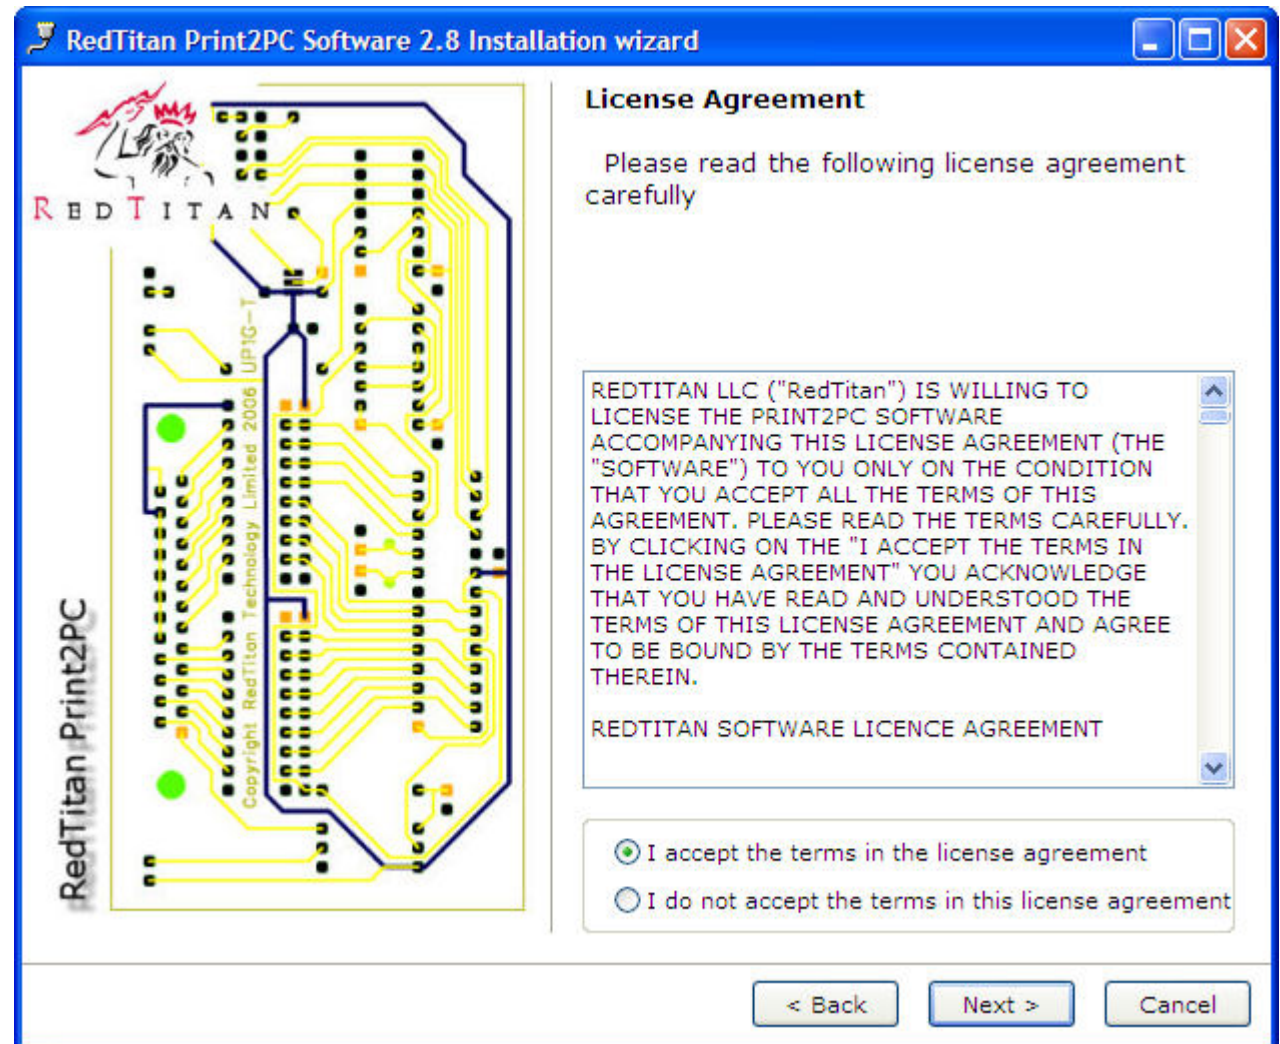 RedTitan Print2PC Software 2.8 Installation wizard
REDTITAN
RedTitan Print2PC
Copyright RedTitan Technology Limited 2006 UP1G-T
License Agreement
Please read the following license agreement
carefully
REDTITAN LLC ("RedTitan") IS WILLING TO
LICENSE THE PRINT2PC SOFTWARE
ACCOMPANYING THIS LICENSE AGREEMENT (THE
"SOFTWARE") TO YOU ONLY ON THE CONDITION
THAT YOU ACCEPT ALL THE TERMS OF THIS
AGREEMENT. PLEASE READ THE TERMS CAREFULLY.
BY CLICKING ON THE "I ACCEPT THE TERMS IN
THE LICENSE AGREEMENT" YOU ACKNOWLEDGE
THAT YOU HAVE READ AND UNDERSTOOD THE
TERMS OF THIS LICENSE AGREEMENT AND AGREE
TO BE BOUND BY THE TERMS CONTAINED
THEREIN.
REDTITAN SOFTWARE LICENCE AGREEMENT
I accept the terms in the license agreement
I do not accept the terms in this license agreement
< Back
Next >
Cancel